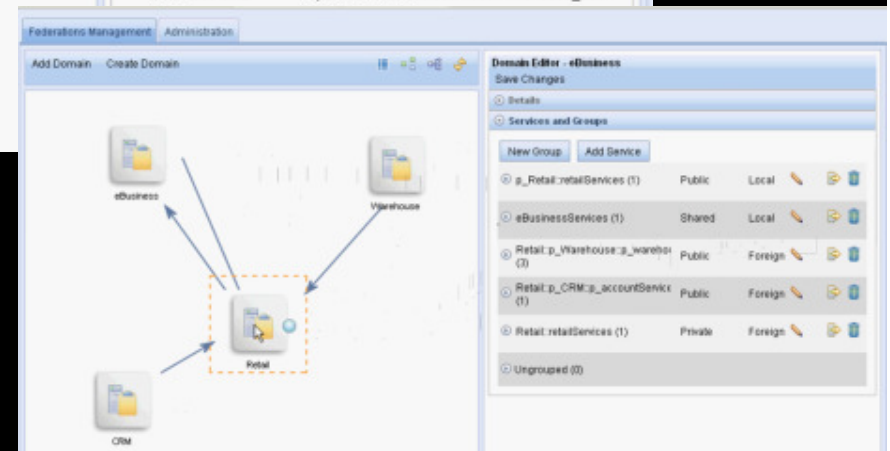 Federations Management Administration
Add Domain Create Domain
Domain Editor - eBusiness
Save Changes
Details
Services and Groups
New Group Add Service
p_Retail::retailServices (1) Public Local
eBusinessServices (1) Shared Local
Retail::p_Warehouse::p_warehou
(3) Public Foreign
Retail::p_CRM::p_accountService
(1) Public Foreign
Retail::retailServices (1) Private Foreign
Ungrouped (0)
eBusiness
Warehouse
Retail
CRM